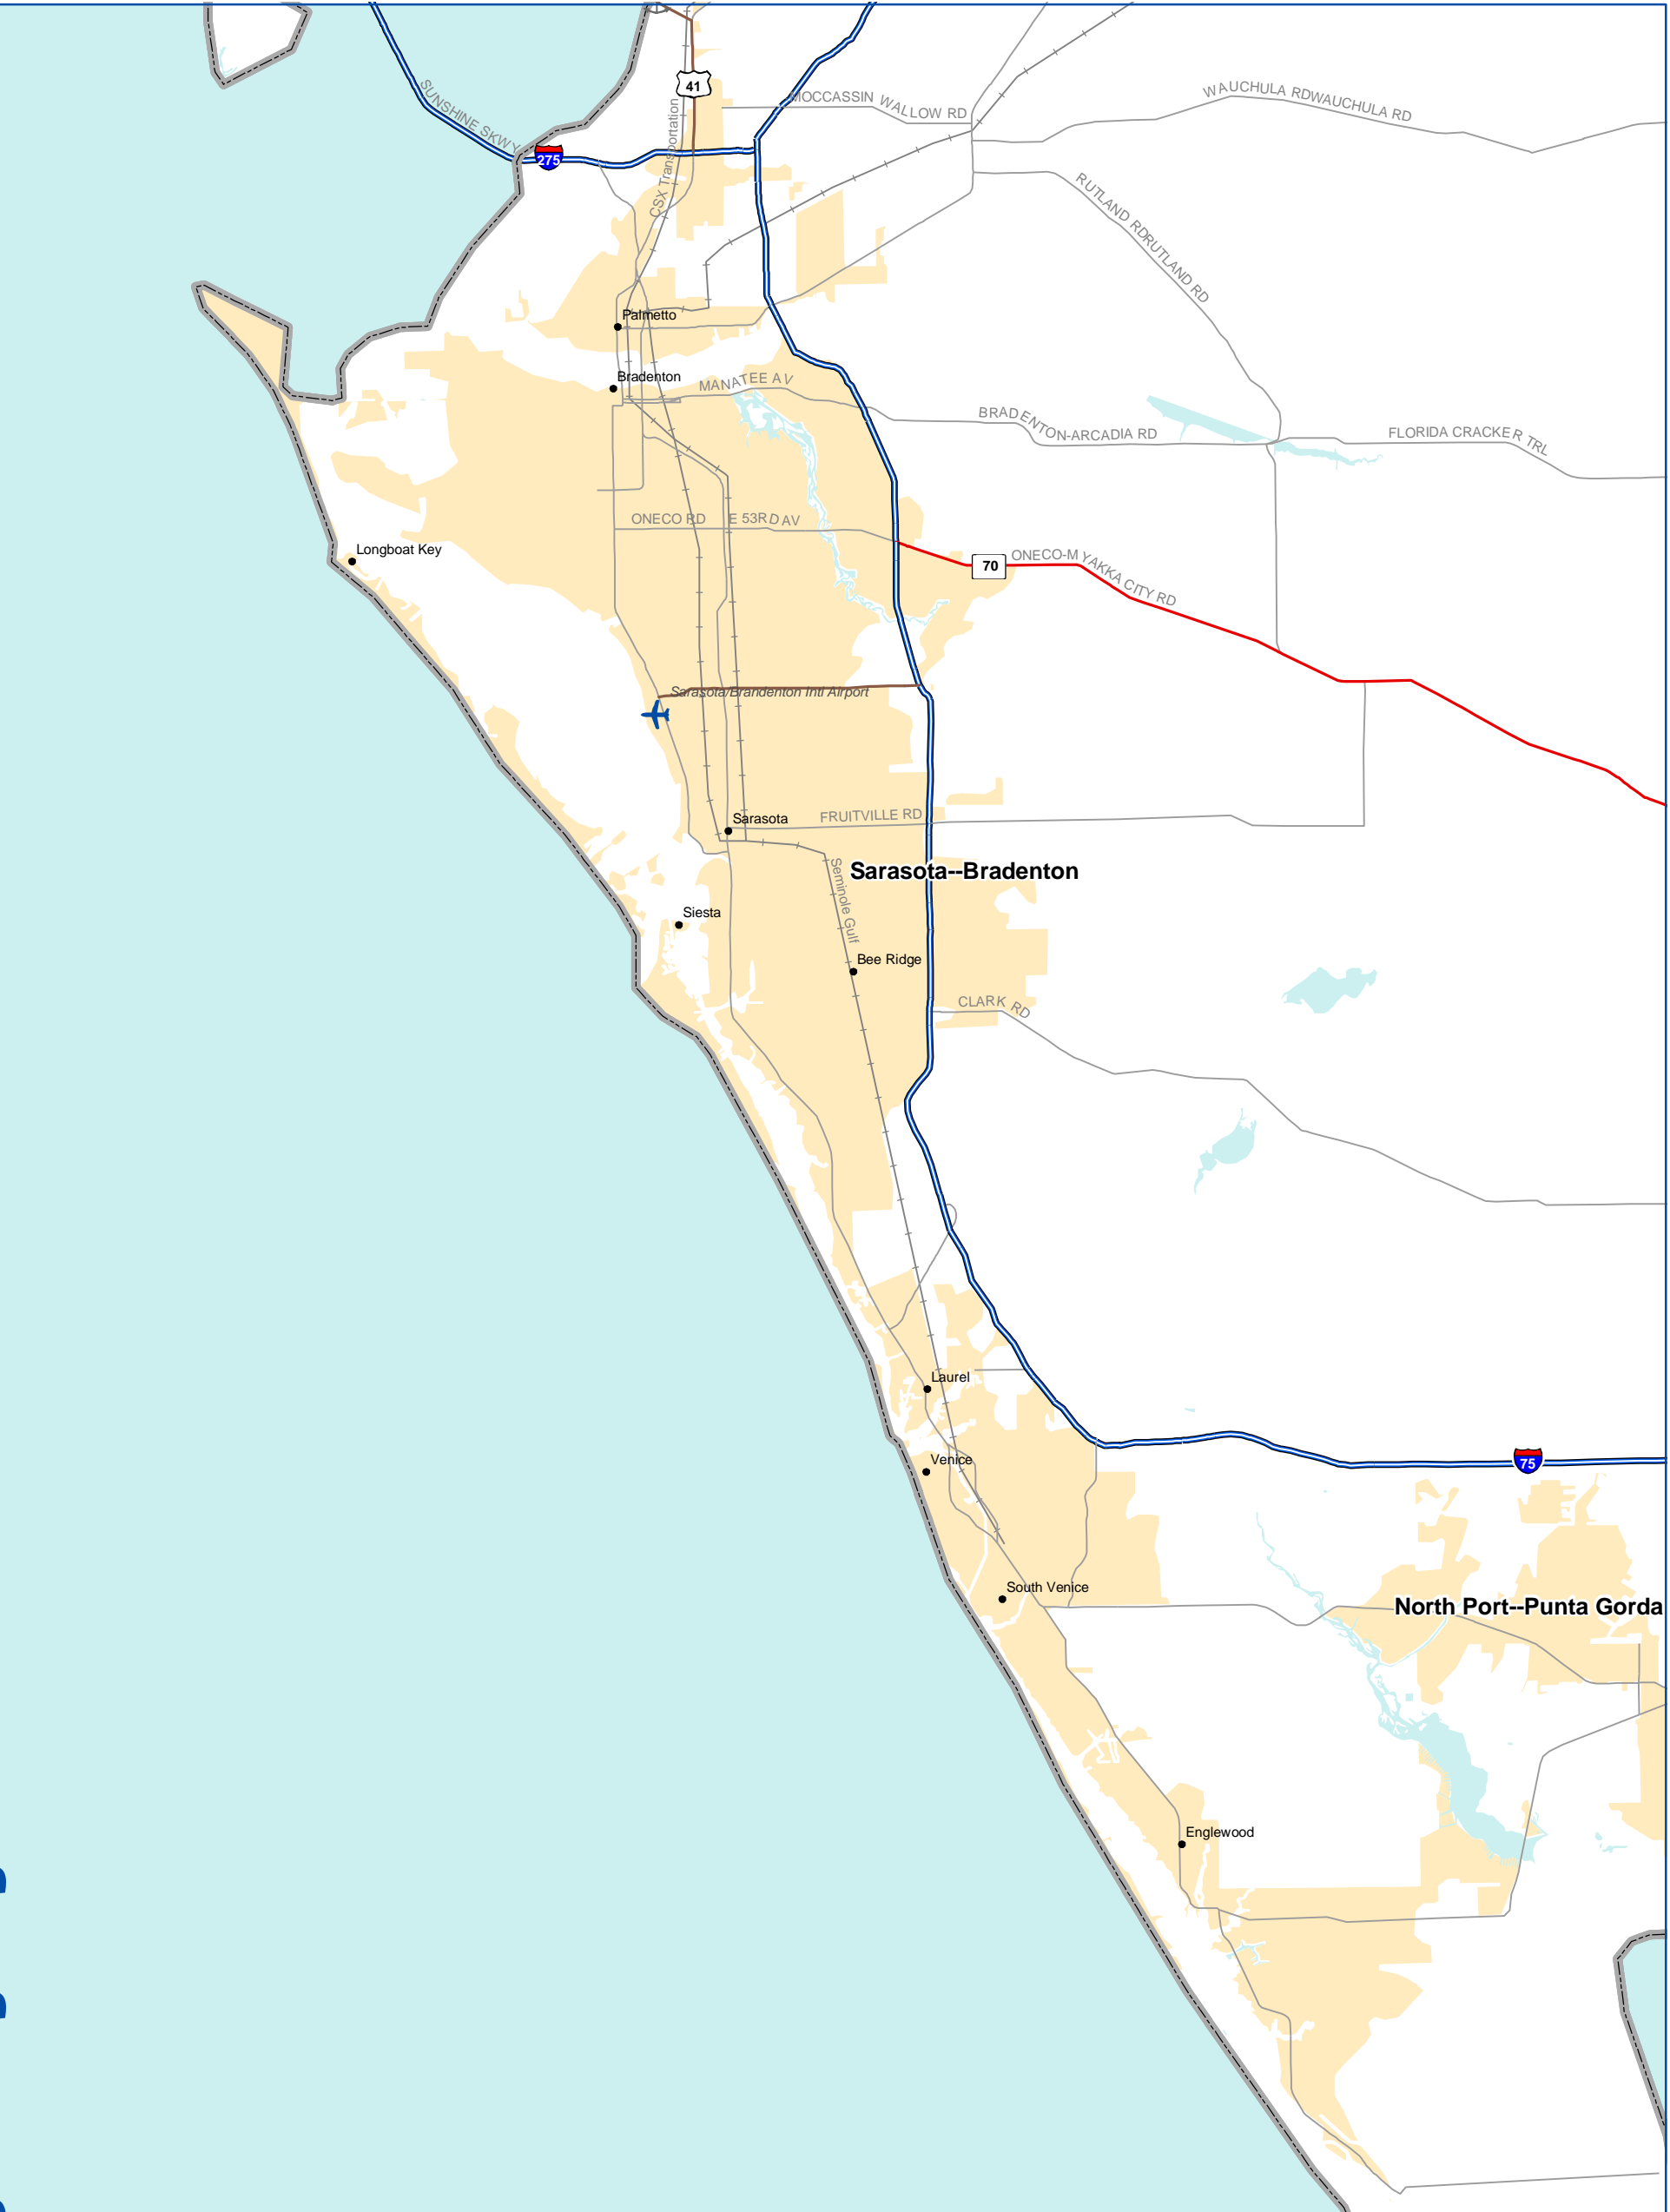 41
MOCCASSIN WALLOW RD
WAUCHULA RDWAUCHULA RD
SUNSHINE SKWY
275
CSX Transportation
RUTLAND RDRUTLAND RD
Palmetto
Bradenton
MANATEE AV
BRADENTON-ARCADIA RD
FLORIDA CRACKER TRL
ONECO RD
E 53RD AV
Longboat Key
70
ONECO-MYAKKA CITY RD
Sarasota/Brandenton Intl Airport
Sarasota
FRUITVILLE RD
Sarasota--Bradenton
Seminole Gulf
Siesta
Bee Ridge
CLARK RD
Laurel
Venice
75
South Venice
North Port--Punta Gorda
Englewood